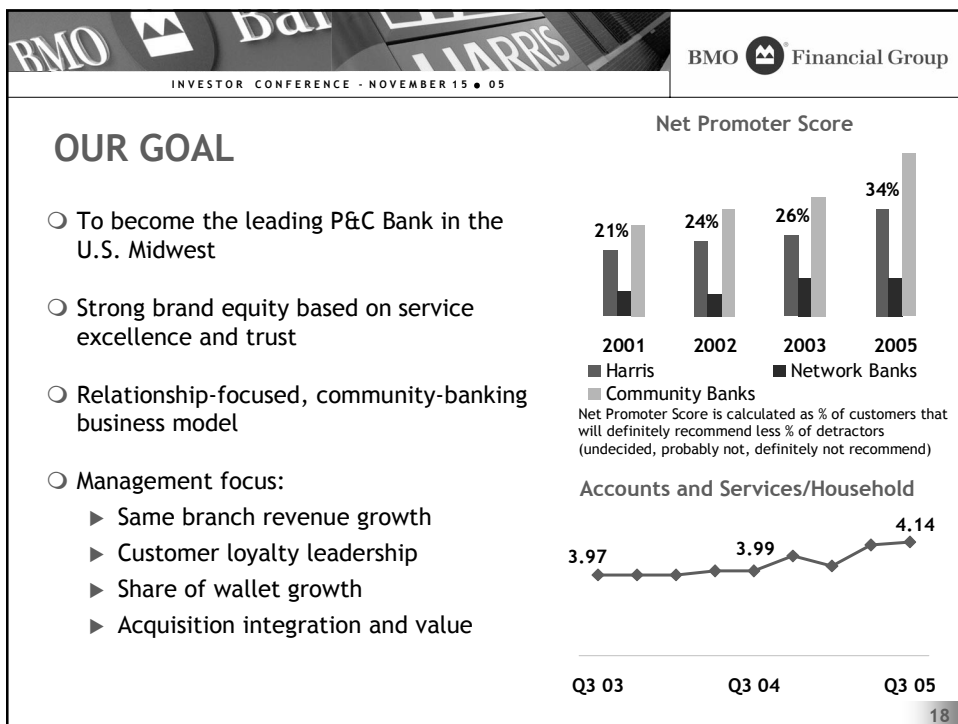 BMO
Ban
HARRIS
BMO Financial Group
INVESTOR CONFERENCE - NOVEMBER 15 ● 05
OUR GOAL
❍ To become the leading P&C Bank in the
U.S. Midwest
❍ Strong brand equity based on service
excellence and trust
❍ Relationship-focused, community-banking
business model
❍ Management focus:
▶ Same branch revenue growth
▶ Customer loyalty leadership
▶ Share of wallet growth
▶ Acquisition integration and value
Net Promoter Score
21% 24% 26% 34%
2001 2002 2003 2005
Harris Network Banks
Community Banks
Net Promoter Score is calculated as % of customers that
will definitely recommend less % of detractors
(undecided, probably not, definitely not recommend)
Accounts and Services/Household
3.97 3.99 4.14
Q3 03 Q3 04 Q3 05
18